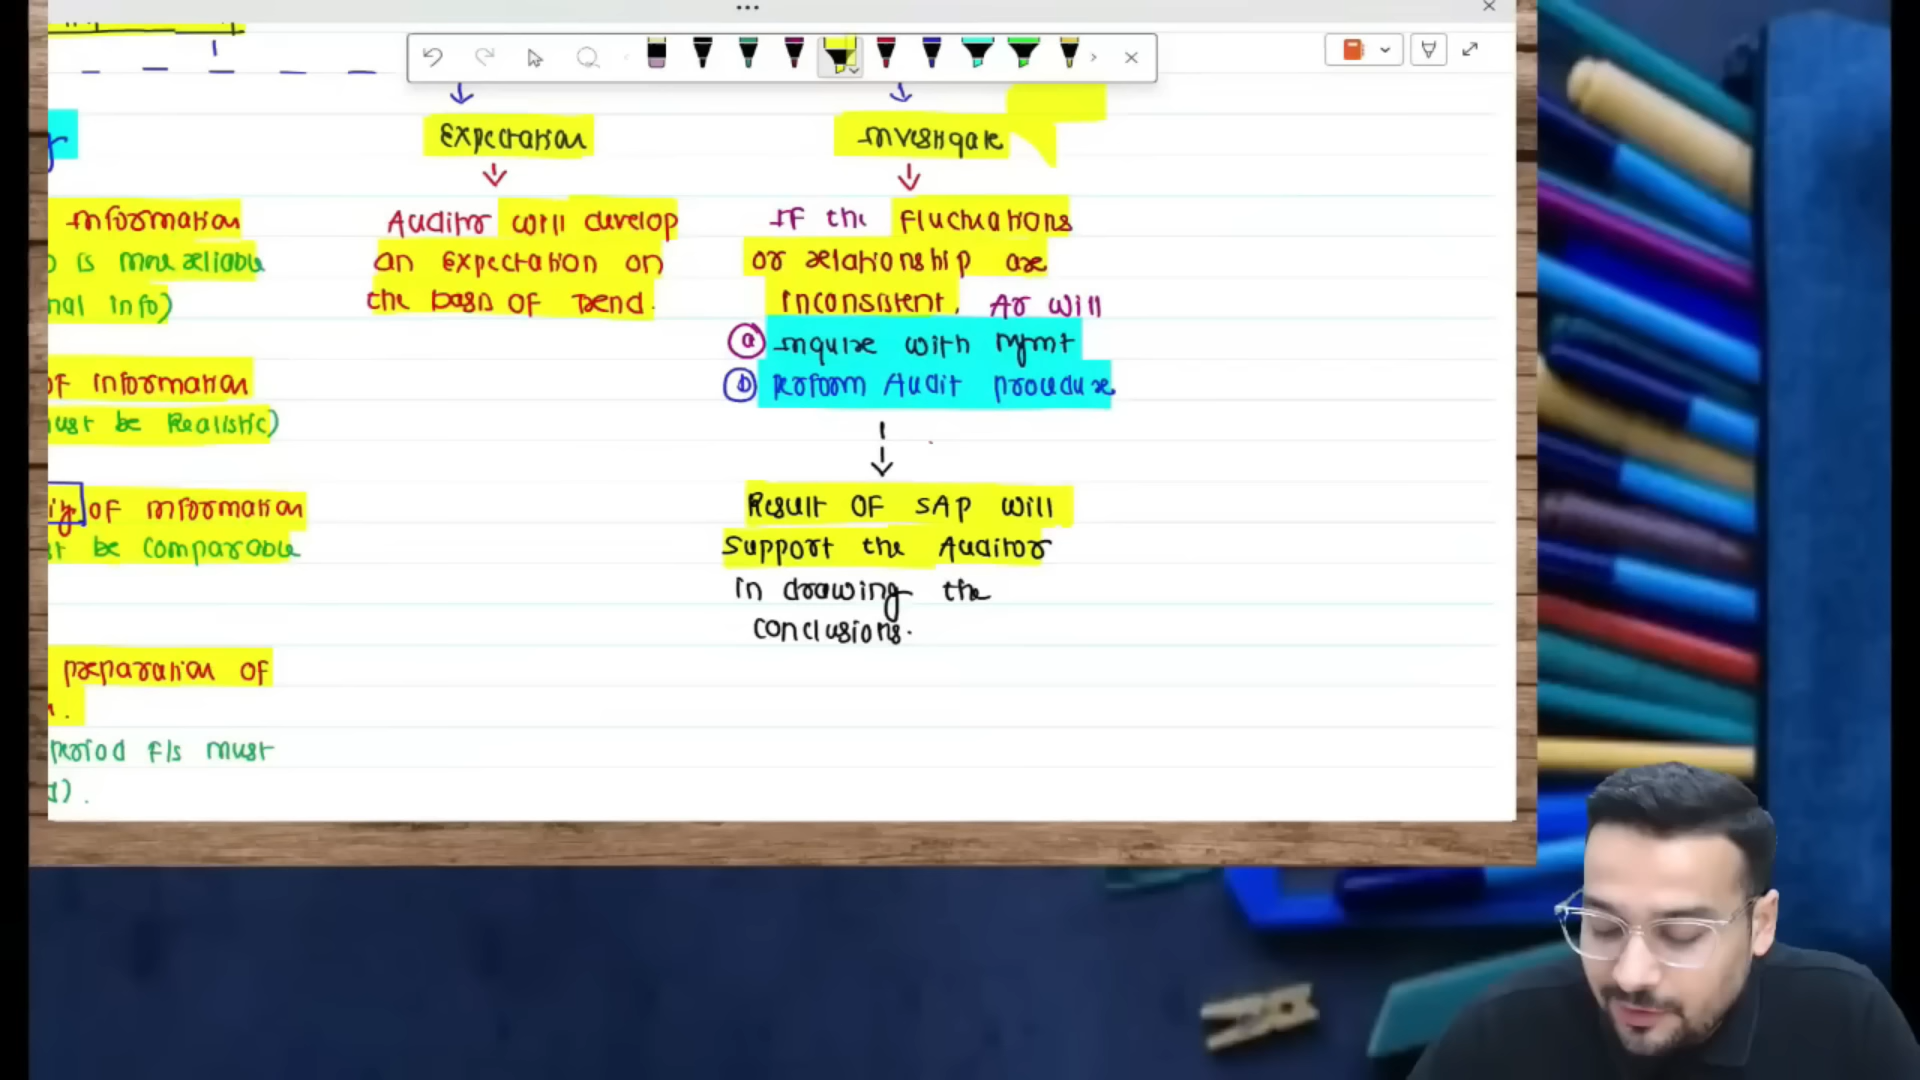 Expectation
Investigate
Information
is more reliable
nal info)
of information
ust be Realistic)
of information
be comparable
preparation of
period F/s must
Auditor will develop
an Expectation on
the basis of Trend.
If the Fluctuations
or relationship are
inconsistent, Ar will
(a) Inquire with Mgmt
(b) perform Audit procedure
Result of SAP will
support the Auditor
in drawing the
conclusions.